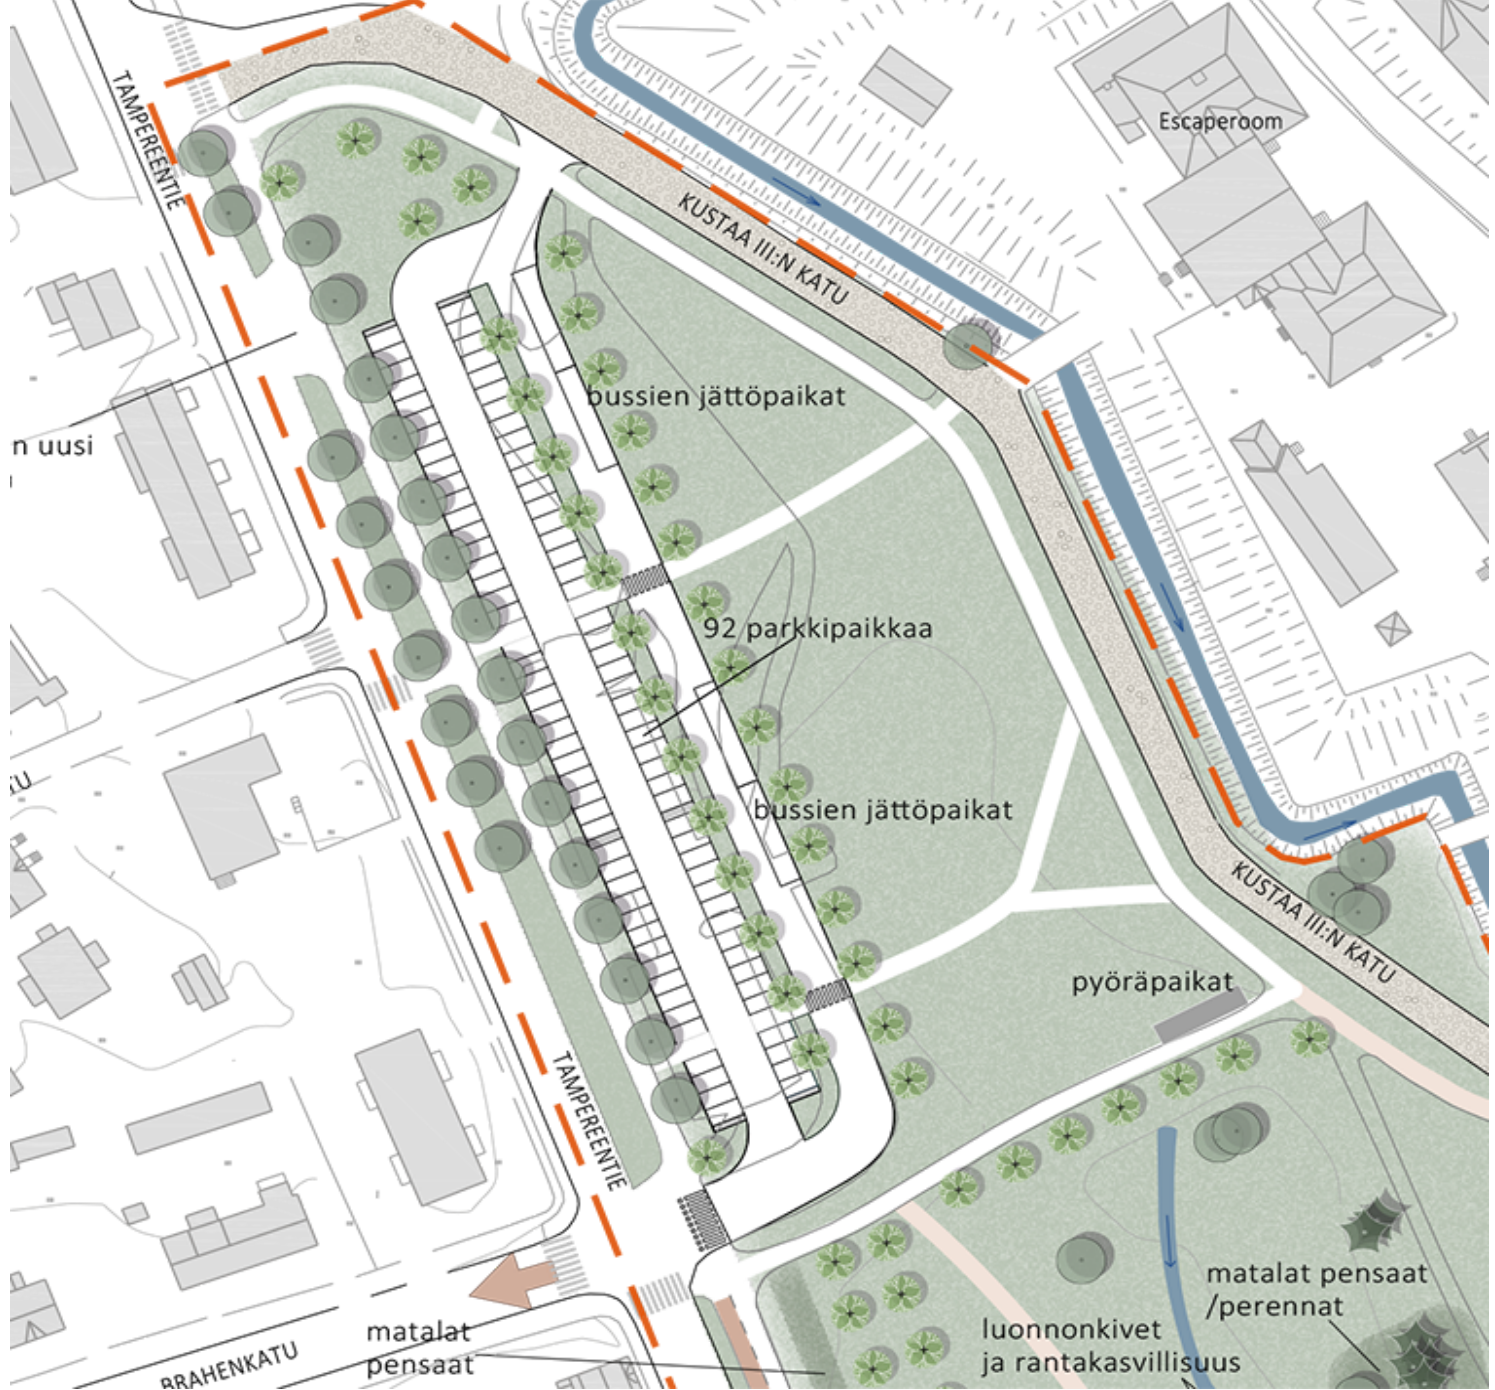 TAMPEREENTIE
Escaperoom
KUSTAA III:N KATU
bussien jättöpaikat
n uusi
92 parkkipaikkaa
bussien jättöpaikat
KUSTAA III:N KATU
pyöräpaikat
TAMPEREENTIE
matalat pensaat
/perennat
luonnonkivet
ja rantakasvillisuus
matalat
pensaat
BRAHENKATU